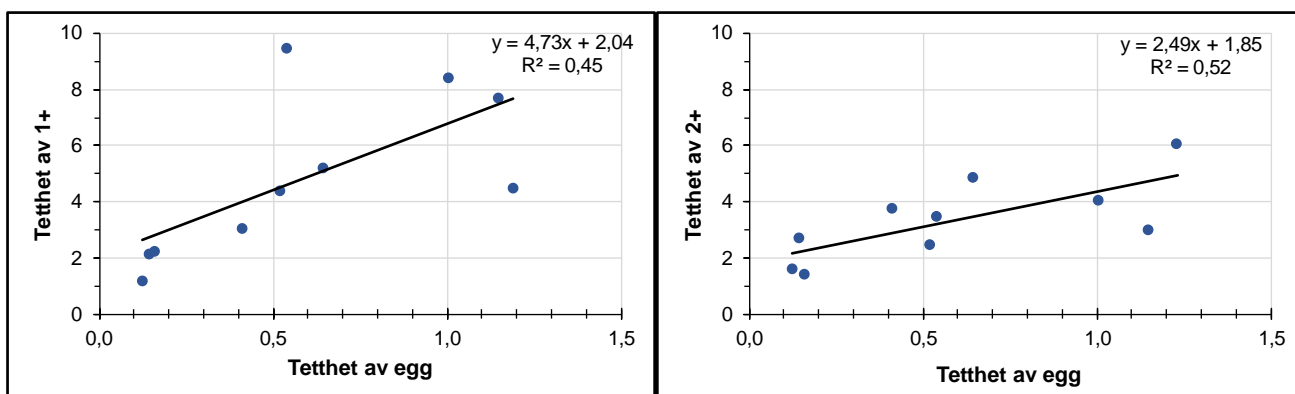 10
8
6
4
2
0
0,0
0,5
1,0
1,5
Tetthet av 1+
Tetthet av egg
y = 4,73x + 2,04
R² = 0,45
10
8
6
4
2
0
0,0
0,5
1,0
1,5
Tetthet av 2+
Tetthet av egg
y = 2,49x + 1,85
R² = 0,52